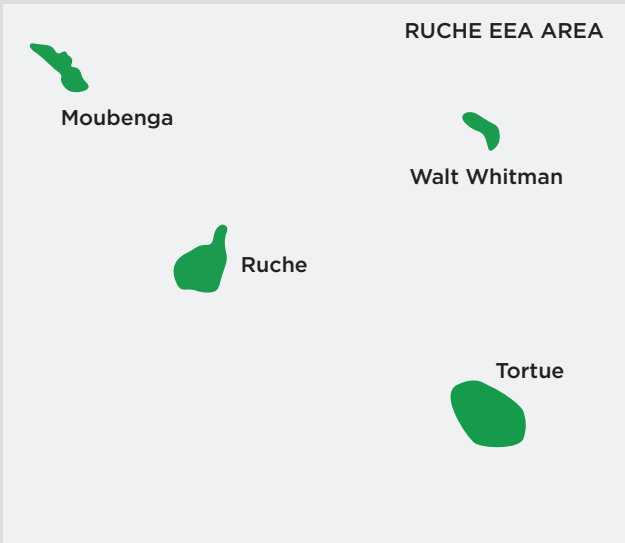 RUCHE EEA AREA
Moubenga
Walt Whitman
Ruche
Tortue